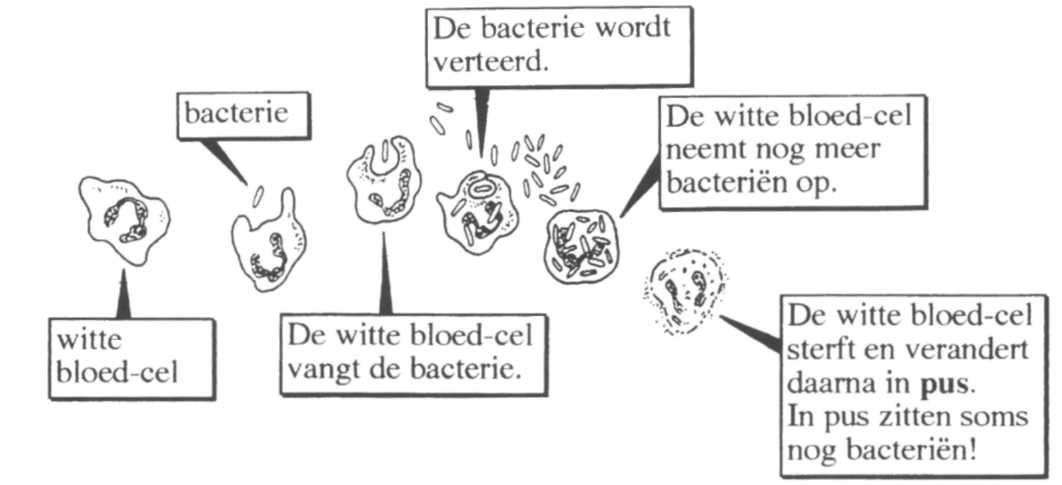 De bacterie wordt
verteerd.
bacterie
De witte bloed-cel
neemt nog meer
bacteriën op.
witte
bloed-cel
De witte bloed-cel
vangt de bacterie.
De witte bloed-cel
sterft en verandert
daarna in pus.
In pus zitten soms
nog bacteriën!